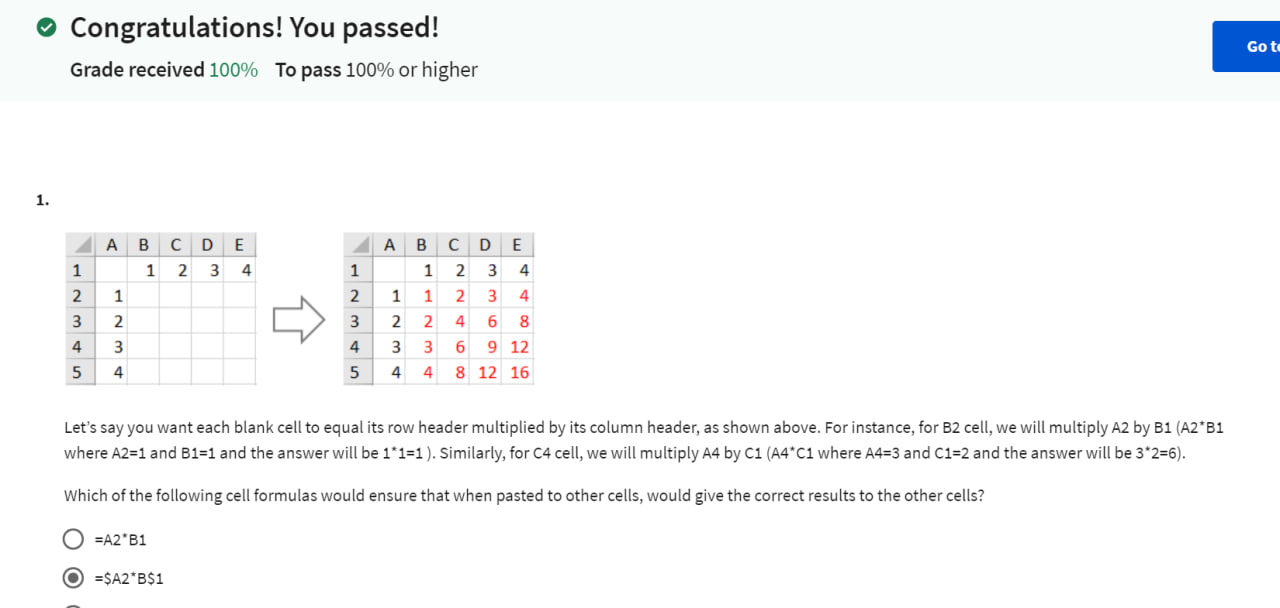 Congratulations! You passed!
Grade received 100% To pass 100% or higher
Go
1.
A B C D E
1 1 2 3 4
2 1
3 2
4 3
5 4
A B C D E
1 1 2 3 4
2 1 1 2 3 4
3 2 2 4 6 8
4 3 3 6 9 12
5 4 4 8 12 16
Let’s say you want each blank cell to equal its row header multiplied by its column header, as shown above. For instance, for B2 cell, we will multiply A2 by B1 (A2*B1
where A2=1 and B1=1 and the answer will be 1*1=1 ). Similarly, for C4 cell, we will multiply A4 by C1 (A4*C1 where A4=3 and C1=2 and the answer will be 3*2=6).
Which of the following cell formulas would ensure that when pasted to other cells, would give the correct results to the other cells?
=A2*B1
=$A2*B$1